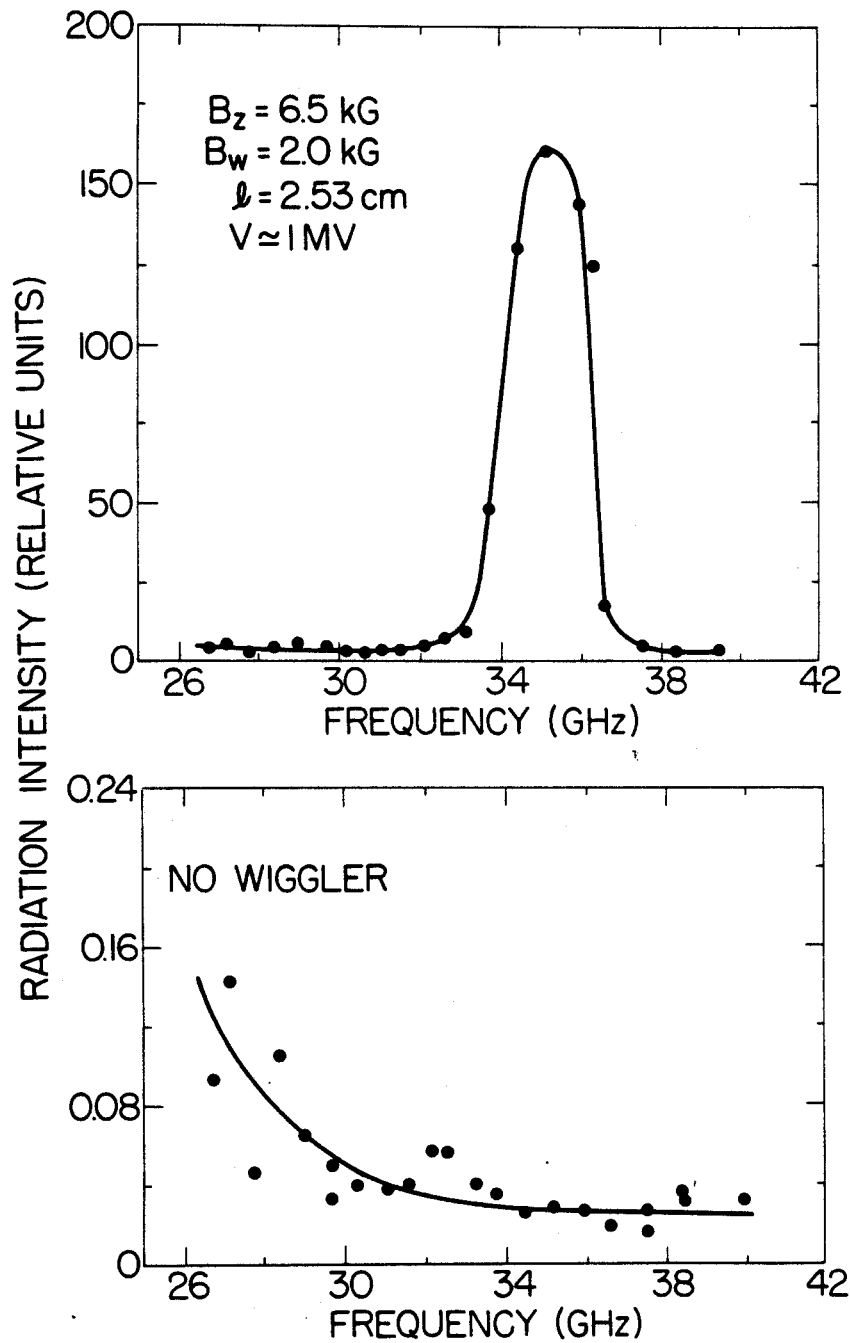 RADIATION INTENSITY (RELATIVE UNITS)
200
150
100
50
0
B_z = 6.5 kG
B_w = 2.0 kG
ℓ = 2.53 cm
V ≃ 1 MV
26 30 34 38 42
FREQUENCY (GHz)
0.24
0.16
0.08
0
NO WIGGLER
26 30 34 38 42
FREQUENCY (GHz)